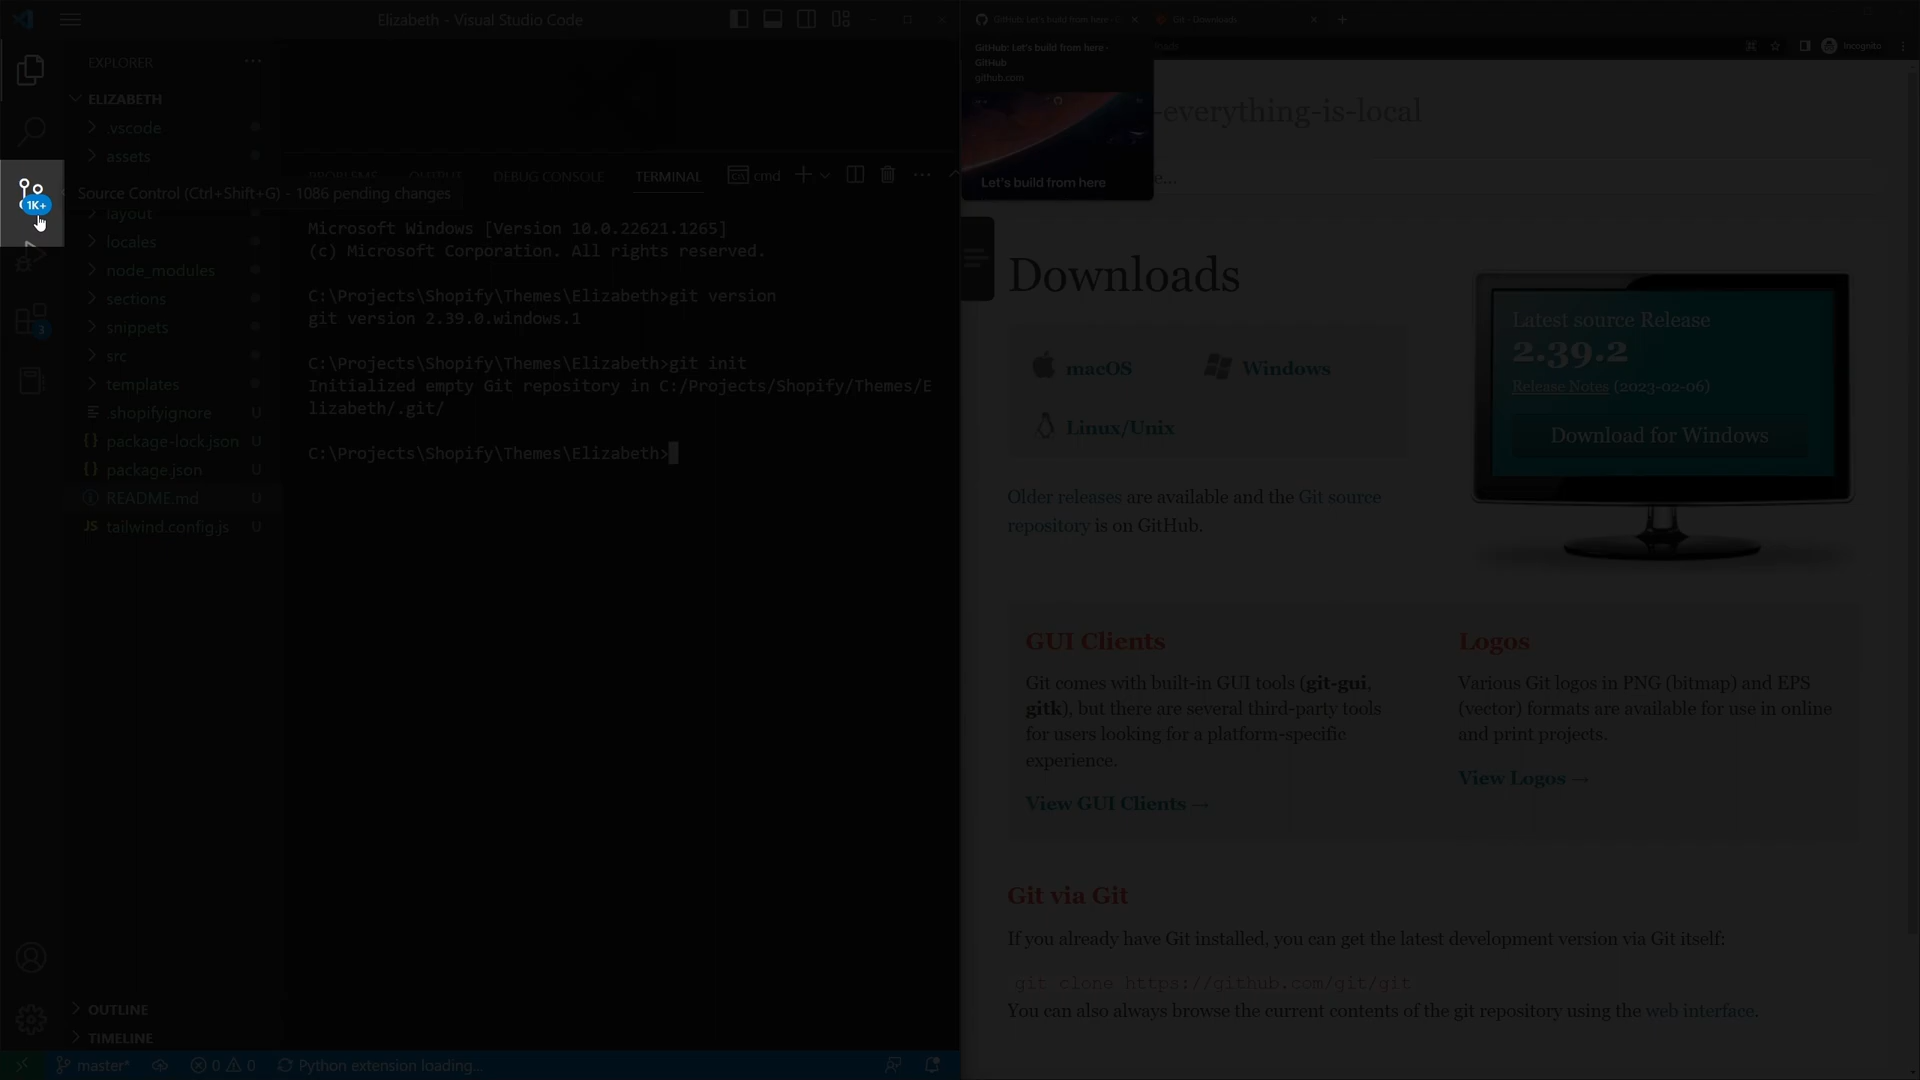 Elizabeth - Visual Studio Code
EXPLORER
ELIZABETH
.vscode
assets
Source Control (Ctrl+Shift+G) - 1086 pending changes
1K+
layout
locales
node_modules
sections
snippets
src
templates
.shopifyignore U
package-lock.json U
package.json U
README.md U
tailwind.config.js U
3
OUTLINE
TIMELINE
master*
0 0
Python extension loading...
PROBLEMS OUTPUT DEBUG CONSOLE TERMINAL cmd
Microsoft Windows [Version 10.0.22621.1265]
(c) Microsoft Corporation. All rights reserved.
C:\Projects\Shopify\Themes\Elizabeth>git version
git version 2.39.0.windows.1
C:\Projects\Shopify\Themes\Elizabeth>git init
Initialized empty Git repository in C:/Projects/Shopify/Themes/E
lizabeth/.git/
C:\Projects\Shopify\Themes\Elizabeth>
GitHub: Let's build from here ·
Git - Downloads
Incognito
GitHub: Let's build from here ·
GitHub
github.com
Let's build from here
-everything-is-local
Downloads
macOS
Windows
Linux/Unix
Older releases are available and the Git source
repository is on GitHub.
Latest source Release
2.39.2
Release Notes (2023-02-06)
Download for Windows
GUI Clients
Git comes with built-in GUI tools (git-gui,
gitk), but there are several third-party tools
for users looking for a platform-specific
experience.
View GUI Clients →
Logos
Various Git logos in PNG (bitmap) and EPS
(vector) formats are available for use in online
and print projects.
View Logos →
Git via Git
If you already have Git installed, you can get the latest development version via Git itself:
git clone https://github.com/git/git
You can also always browse the current contents of the git repository using the web interface.